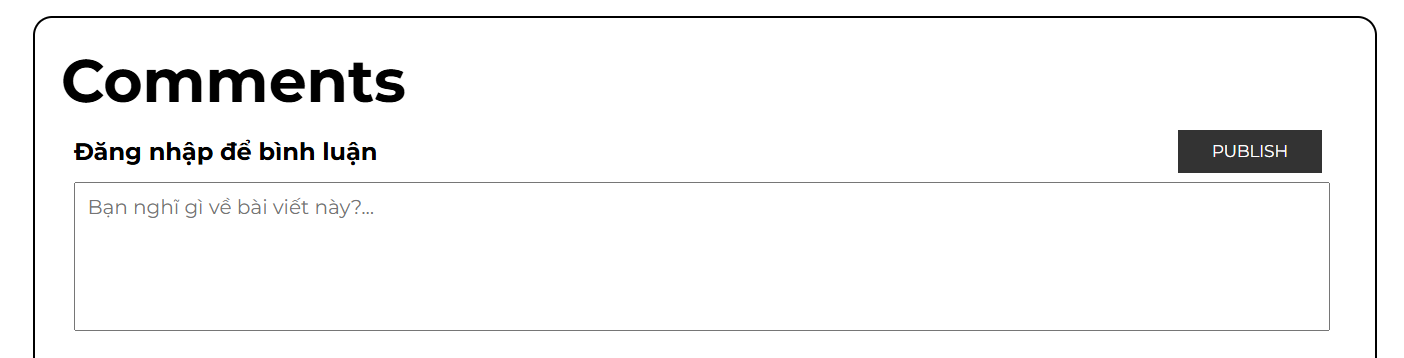 Comments
Đăng nhập để bình luận
PUBLISH
Bạn nghĩ gì về bài viết này?...